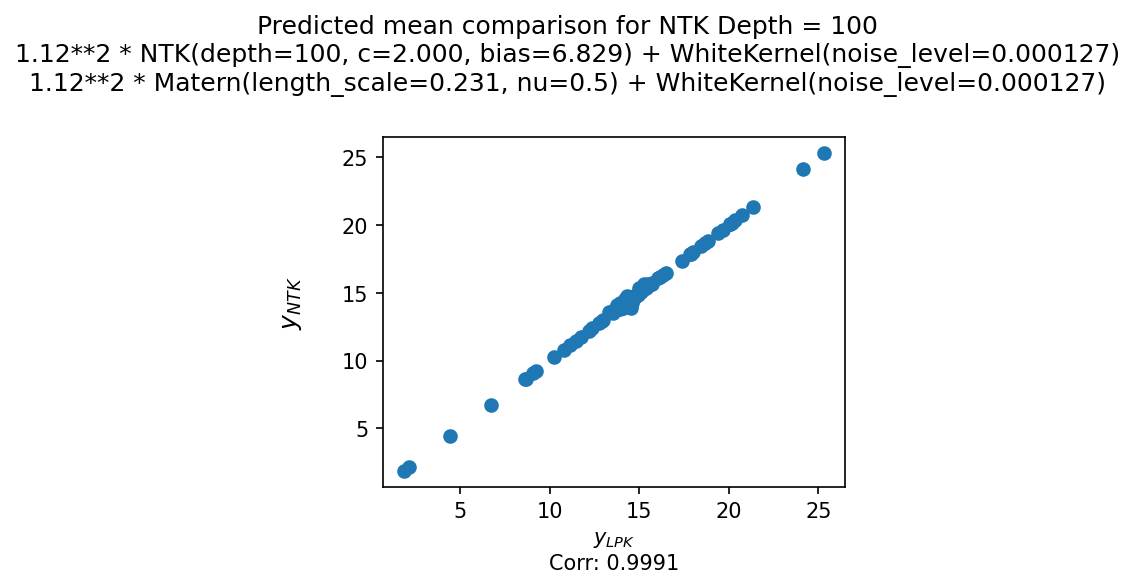 Predicted mean comparison for NTK Depth = 100
1.12**2 * NTK(depth=100, c=2.000, bias=6.829) + WhiteKernel(noise_level=0.000127)
1.12**2 * Matern(length_scale=0.231, nu=0.5) + WhiteKernel(noise_level=0.000127)
25
20
15
10
5
y_NTK
5 10 15 20 25
y_LPK
Corr: 0.9991